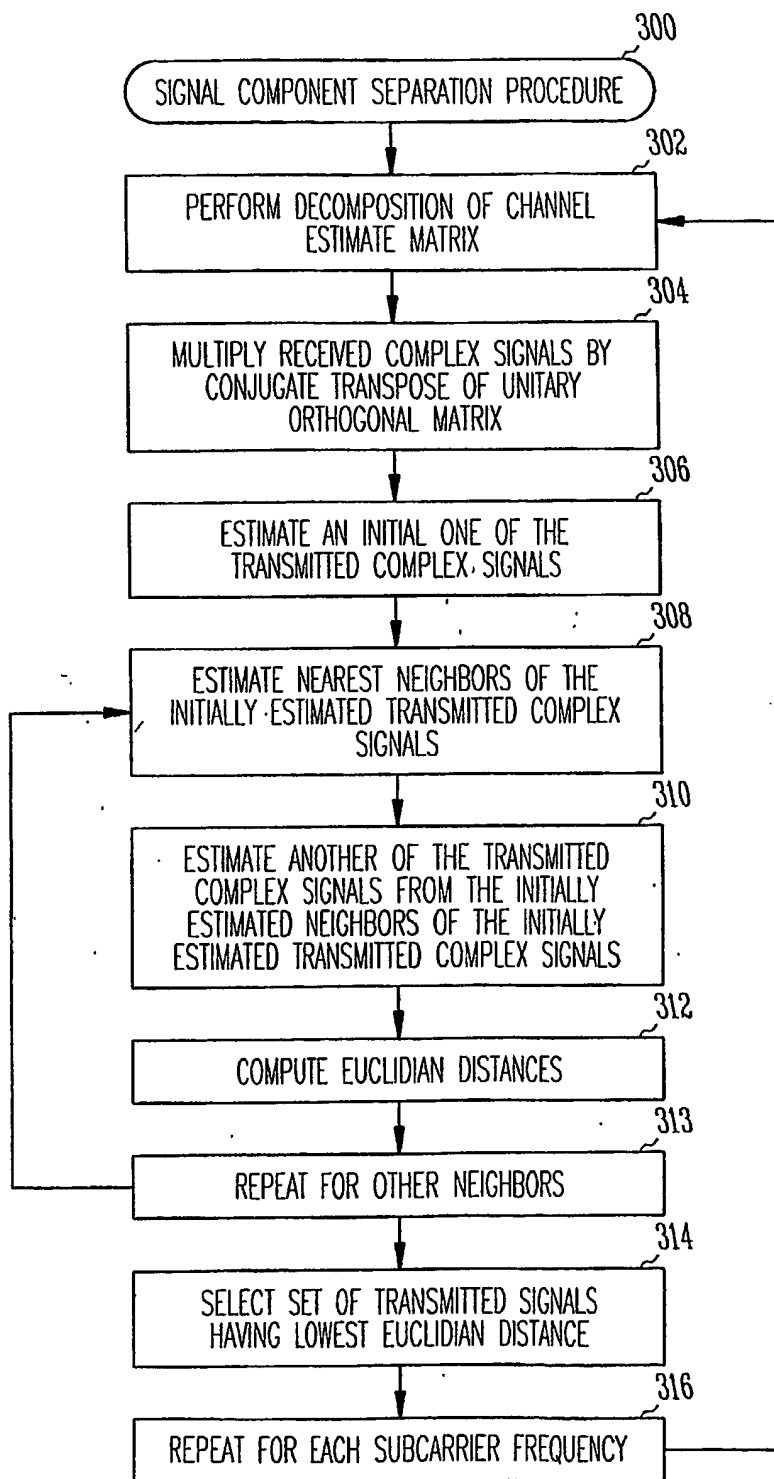 300
SIGNAL COMPONENT SEPARATION PROCEDURE
302
PERFORM DECOMPOSITION OF CHANNEL
ESTIMATE MATRIX
304
MULTIPLY RECEIVED COMPLEX SIGNALS BY
CONJUGATE TRANSPOSE OF UNITARY
ORTHOGONAL MATRIX
306
ESTIMATE AN INITIAL ONE OF THE
TRANSMITTED COMPLEX SIGNALS
308
ESTIMATE NEAREST NEIGHBORS OF THE
INITIALLY ESTIMATED TRANSMITTED COMPLEX
SIGNALS
310
ESTIMATE ANOTHER OF THE TRANSMITTED
COMPLEX SIGNALS FROM THE INITIALLY
ESTIMATED NEIGHBORS OF THE INITIALLY
ESTIMATED TRANSMITTED COMPLEX SIGNALS
312
COMPUTE EUCLIDIAN DISTANCES
313
REPEAT FOR OTHER NEIGHBORS
314
SELECT SET OF TRANSMITTED SIGNALS
HAVING LOWEST EUCLIDIAN DISTANCE
316
REPEAT FOR EACH SUBCARRIER FREQUENCY